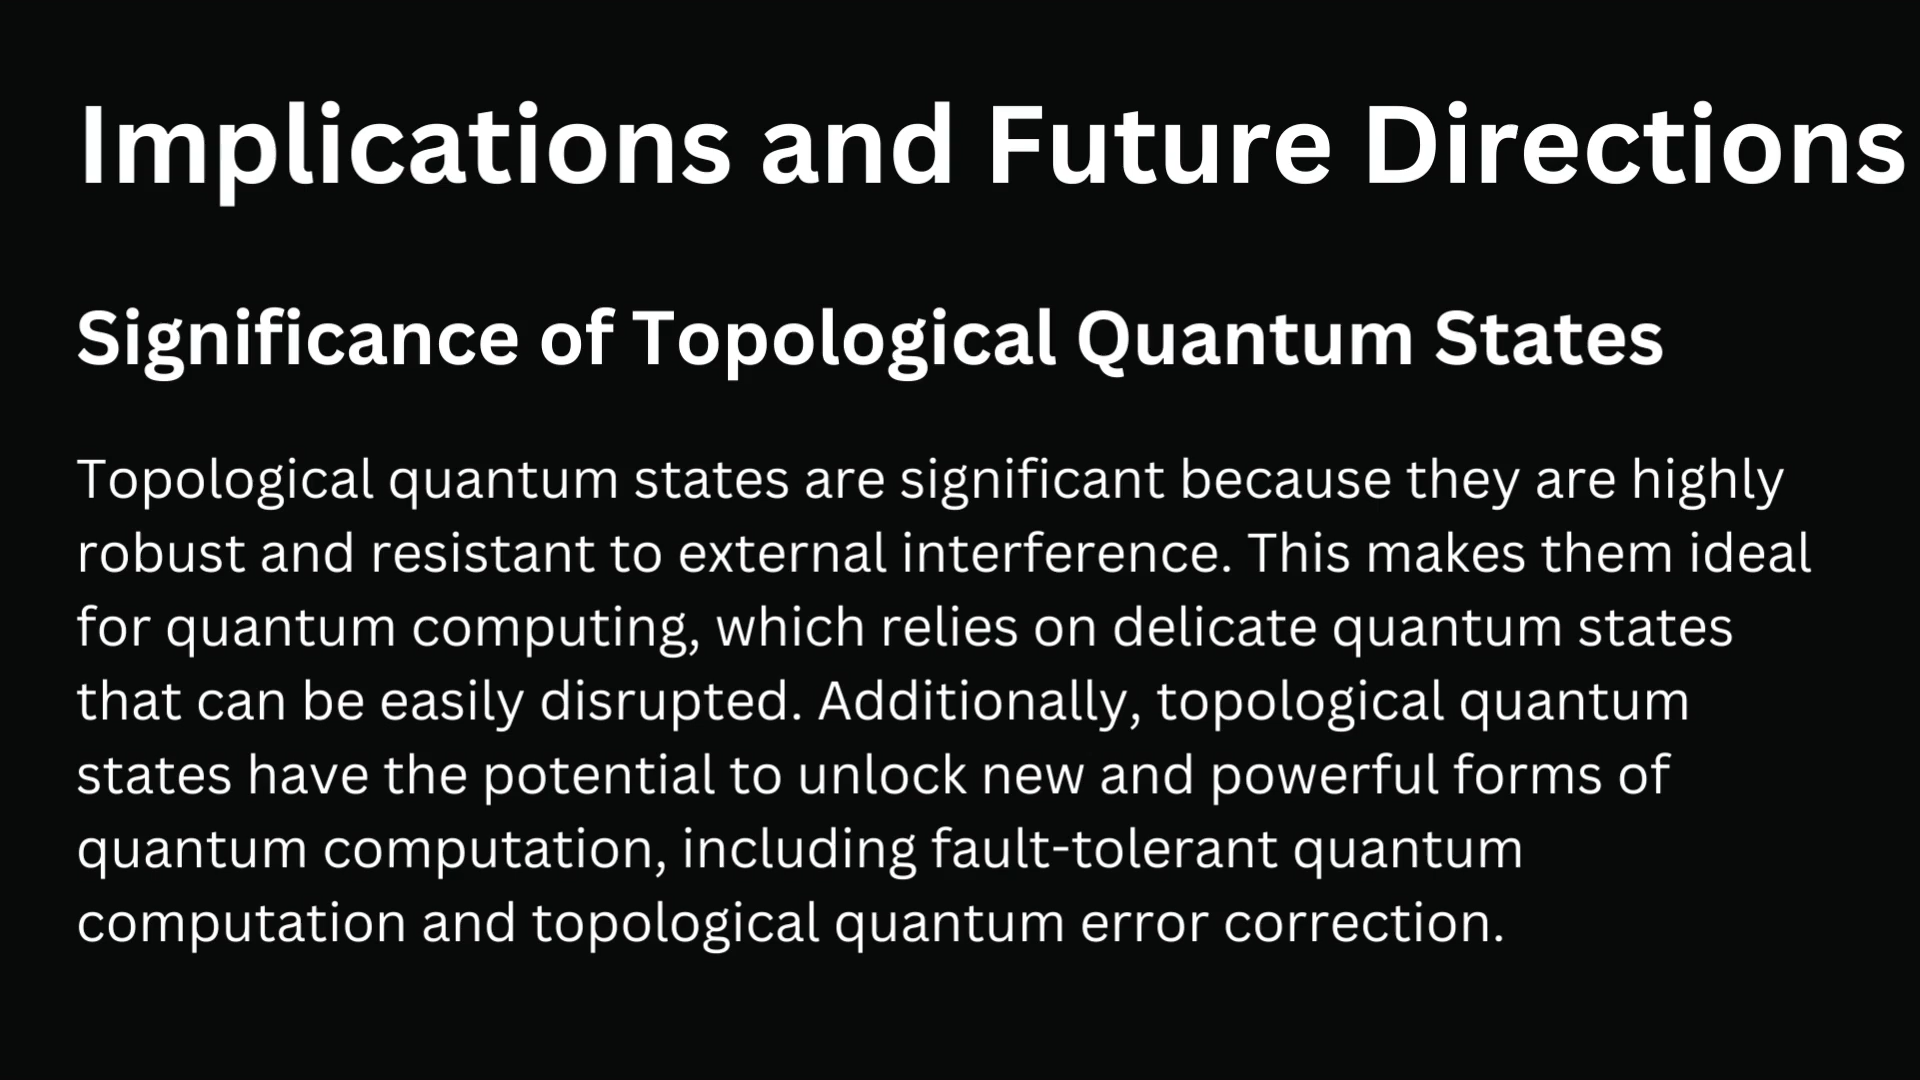 Implications and Future Directions
Significance of Topological Quantum States
Topological quantum states are significant because they are highly
robust and resistant to external interference. This makes them ideal
for quantum computing, which relies on delicate quantum states
that can be easily disrupted. Additionally, topological quantum
states have the potential to unlock new and powerful forms of
quantum computation, including fault-tolerant quantum
computation and topological quantum error correction.